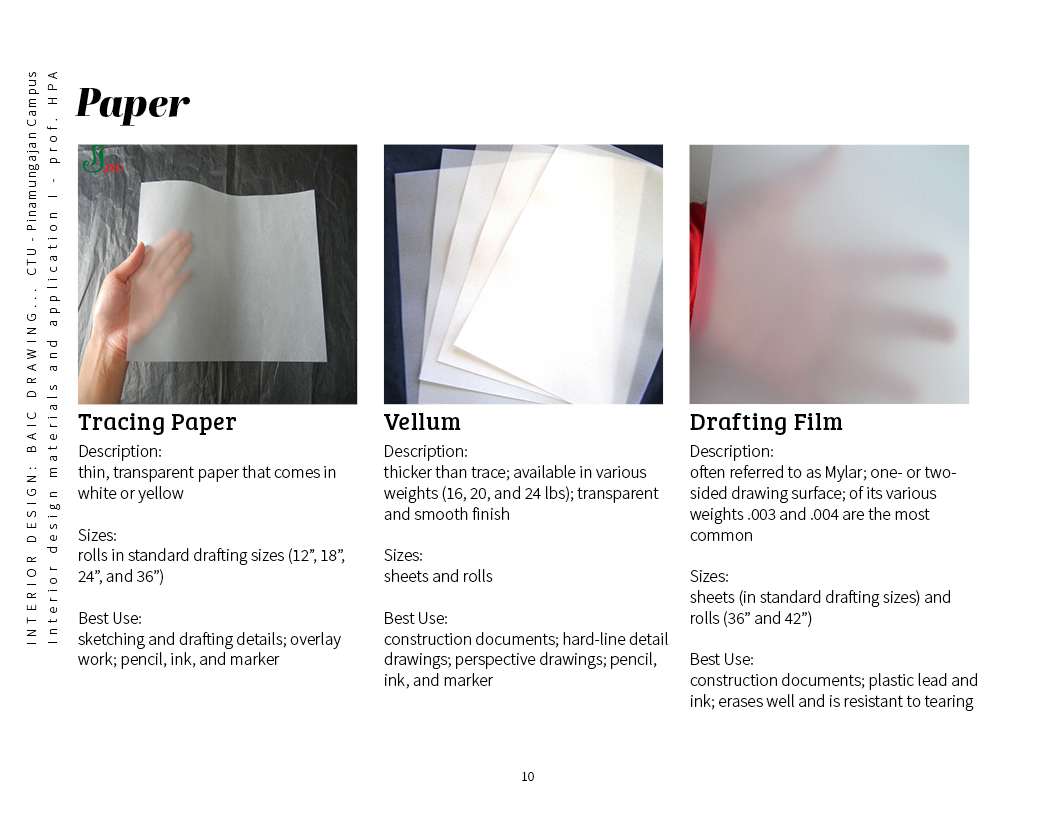 INTERIOR DESIGN: BAIC DRAWING... CTU - Pinamungajan Campus
Interior design materials and application I - prof. HPA
Paper
Tracing Paper
Description:
thin, transparent paper that comes in
white or yellow
Sizes:
rolls in standard drafting sizes (12”, 18”,
24”, and 36”)
Best Use:
sketching and drafting details; overlay
work; pencil, ink, and marker
Vellum
Description:
thicker than trace; available in various
weights (16, 20, and 24 lbs); transparent
and smooth finish
Sizes:
sheets and rolls
Best Use:
construction documents; hard-line detail
drawings; perspective drawings; pencil,
ink, and marker
Drafting Film
Description:
often referred to as Mylar; one- or two-
sided drawing surface; of its various
weights .003 and .004 are the most
common
Sizes:
sheets (in standard drafting sizes) and
rolls (36” and 42”)
Best Use:
construction documents; plastic lead and
ink; erases well and is resistant to tearing
10